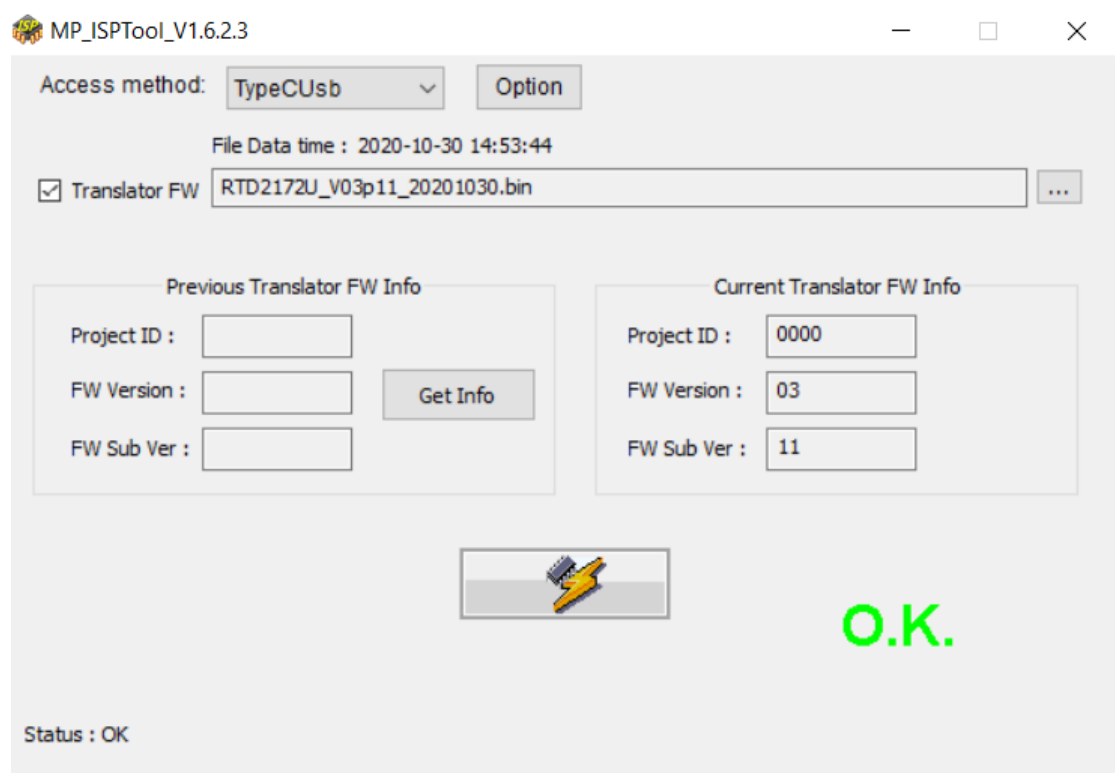 MP_ISPTool_V1.6.2.3
Access method: TypeCUsb Option
File Data time : 2020-10-30 14:53:44
Translator FW RTD2172U_V03p11_20201030.bin ...
Previous Translator FW Info
Project ID :
FW Version :
Get Info
FW Sub Ver :
Current Translator FW Info
Project ID : 0000
FW Version : 03
FW Sub Ver : 11
O.K.
Status : OK